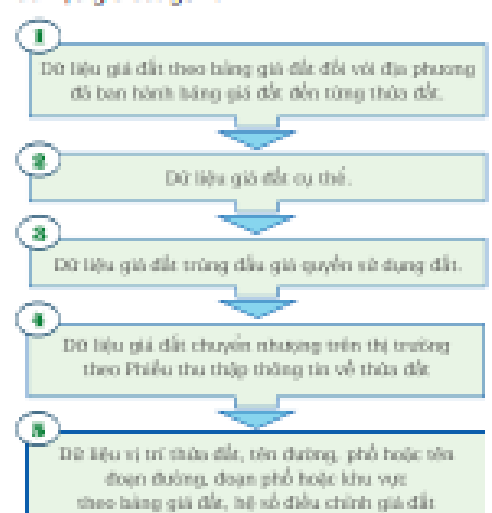 1
Dữ liệu giá đất theo bảng giá đất đối với địa phương
đã ban hành bảng giá đất đến từng thửa đất.
2
Dữ liệu giá đất cụ thể.
3
Dữ liệu giá đất trúng đấu giá quyền sử dụng đất.
4
Dữ liệu giá đất chuyển nhượng trên thị trường
theo Phiếu thu thập thông tin về thửa đất
5
Dữ liệu vị trí thửa đất, tên đường, phố hoặc tên
đoạn đường, đoạn phố hoặc khu vực
theo bảng giá đất, hệ số điều chỉnh giá đất